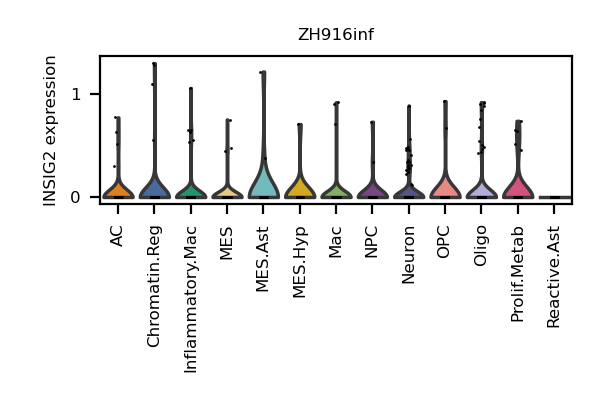 ZH916inf
INSIG2 expression
1
0
AC
Chromatin.Reg
Inflammatory.Mac
MES
MES.Ast
MES.Hyp
Mac
NPC
Neuron
OPC
Oligo
Prolif.Metab
Reactive.Ast